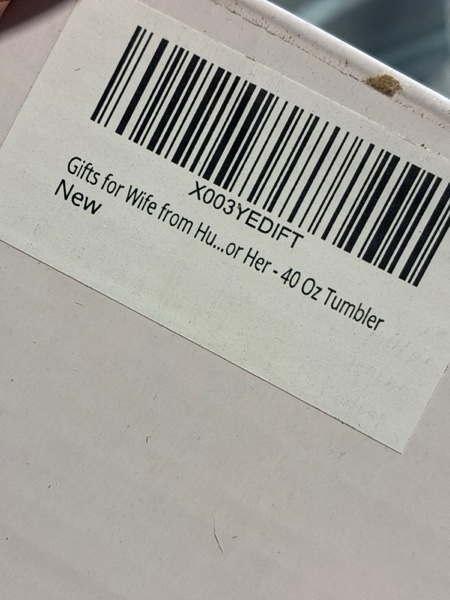 X003YEDIFT
Gifts for Wife from Hu...or Her - 40 Oz Tumbler
New